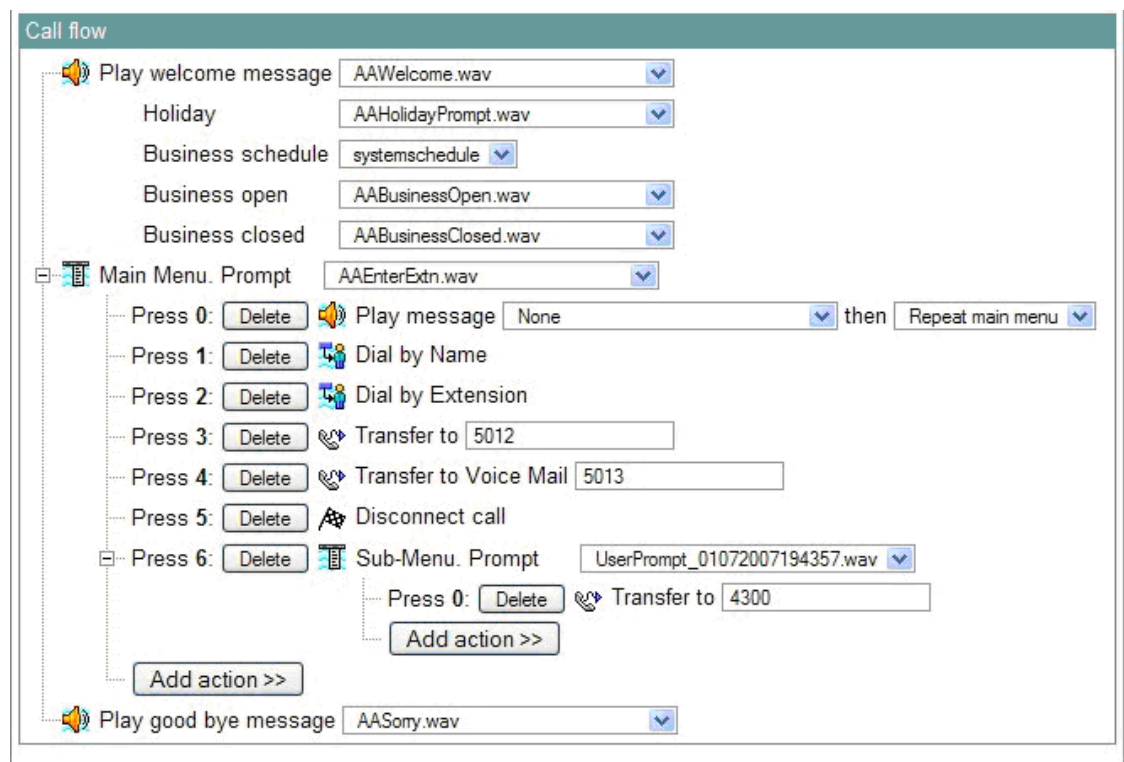 Call flow
Play welcome message AAWelcome.wav
Holiday AAHolidayPrompt.wav
Business schedule systemschedule
Business open AABusinessOpen.wav
Business closed AABusinessClosed.wav
Main Menu. Prompt AAEnterExtn.wav
Press 0: Delete Play message None then Repeat main menu
Press 1: Delete Dial by Name
Press 2: Delete Dial by Extension
Press 3: Delete Transfer to 5012
Press 4: Delete Transfer to Voice Mail 5013
Press 5: Delete Disconnect call
Press 6: Delete Sub-Menu. Prompt UserPrompt_01072007194357.wav
Press 0: Delete Transfer to 4300
Add action >>
Add action >>
Play good bye message AASorry.wav